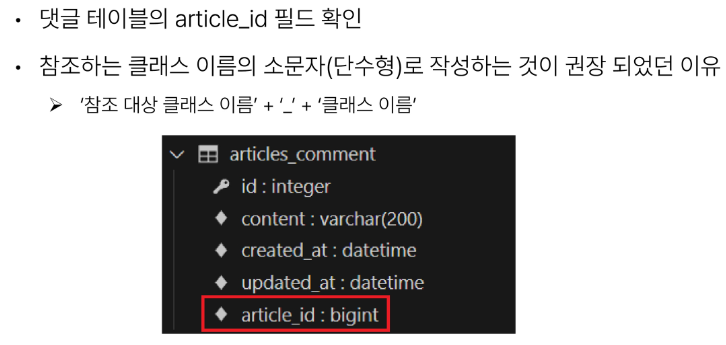 • 댓글 테이블의 article_id 필드 확인
• 참조하는 클래스 이름의 소문자(단수형)로 작성하는 것이 권장 되었던 이유
➢ ‘참조 대상 클래스 이름’ + ‘_’ + ‘클래스 이름’
articles_comment
id : integer
content : varchar(200)
created_at : datetime
updated_at : datetime
article_id : bigint